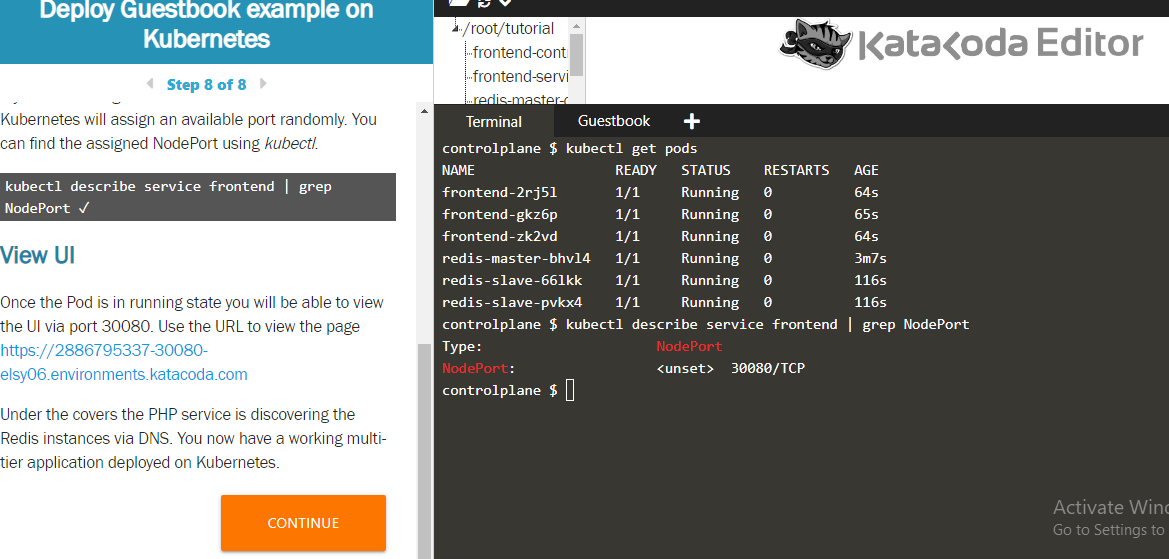 Deploy Guestbook example on
Kubernetes
Step 8 of 8
Kubernetes will assign an available port randomly. You
can find the assigned NodePort using kubectl.
kubectl describe service frontend | grep
NodePort ✓
View UI
Once the Pod is in running state you will be able to view
the UI via port 30080. Use the URL to view the page
https://2886795337-30080-
elsy06.environments.katacoda.com
Under the covers the PHP service is discovering the
Redis instances via DNS. You now have a working multi-
tier application deployed on Kubernetes.
CONTINUE
/root/tutorial
frontend-cont
frontend-servi
redis-master-c
KataKoda Editor
Terminal Guestbook +
controlplane $ kubectl get pods
NAME READY STATUS RESTARTS AGE
frontend-2rj5l 1/1 Running 0 64s
frontend-gkz6p 1/1 Running 0 65s
frontend-zk2vd 1/1 Running 0 64s
redis-master-bhvl4 1/1 Running 0 3m7s
redis-slave-66lkk 1/1 Running 0 116s
redis-slave-pvkx4 1/1 Running 0 116s
controlplane $ kubectl describe service frontend | grep NodePort
Type: NodePort
NodePort: <unset> 30080/TCP
controlplane $
Activate Wind
Go to Settings to